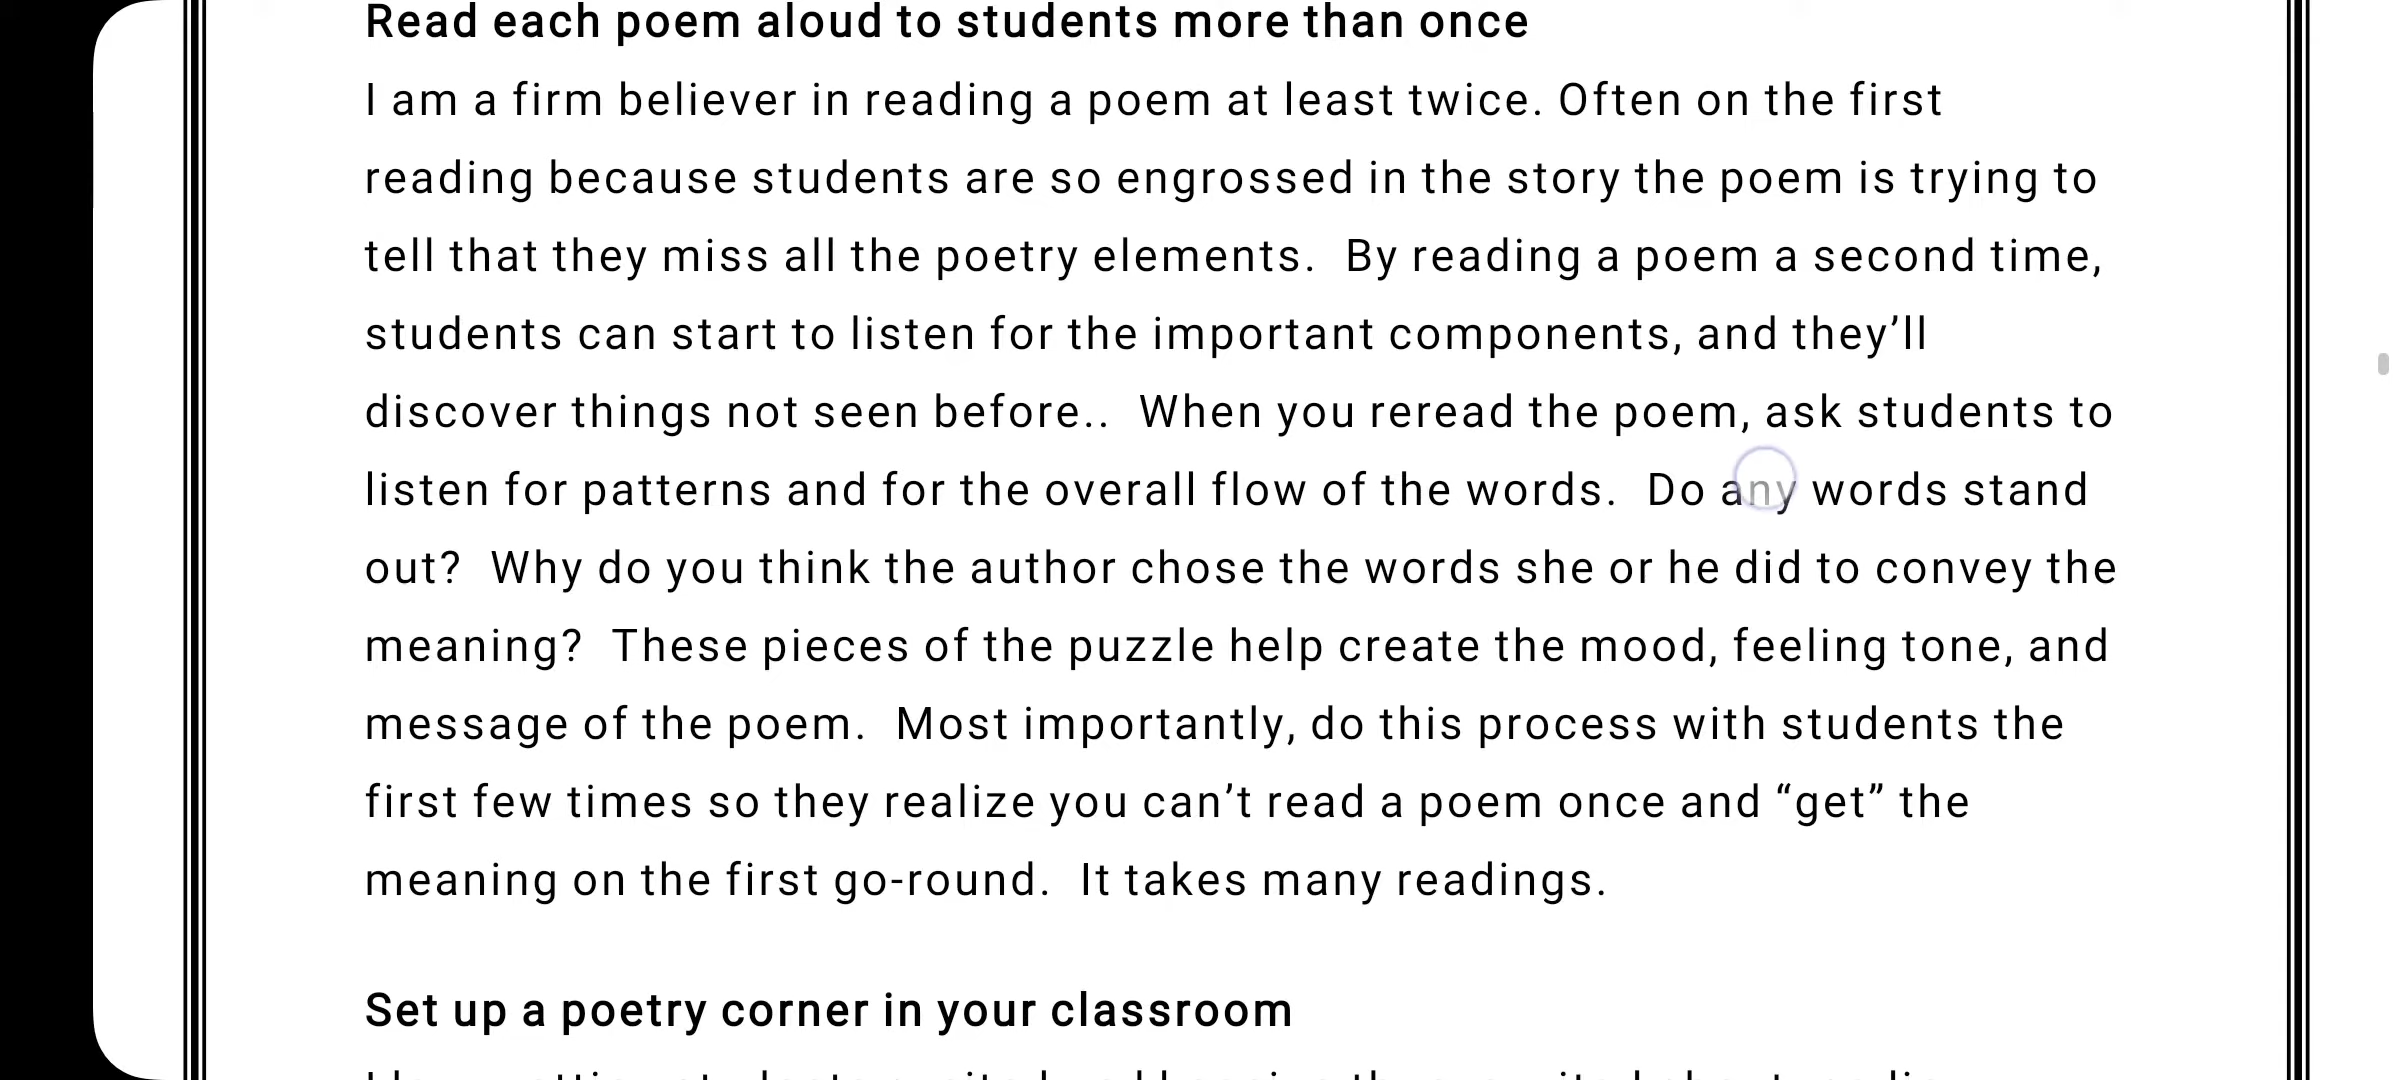 Read each poem aloud to students more than once
I am a firm believer in reading a poem at least twice. Often on the first
reading because students are so engrossed in the story the poem is trying to
tell that they miss all the poetry elements.  By reading a poem a second time,
students can start to listen for the important components, and they’ll
discover things not seen before..  When you reread the poem, ask students to
listen for patterns and for the overall flow of the words.  Do any words stand
out?  Why do you think the author chose the words she or he did to convey the
meaning?  These pieces of the puzzle help create the mood, feeling tone, and
message of the poem.  Most importantly, do this process with students the
first few times so they realize you can’t read a poem once and “get” the
meaning on the first go-round.  It takes many readings.
Set up a poetry corner in your classroom